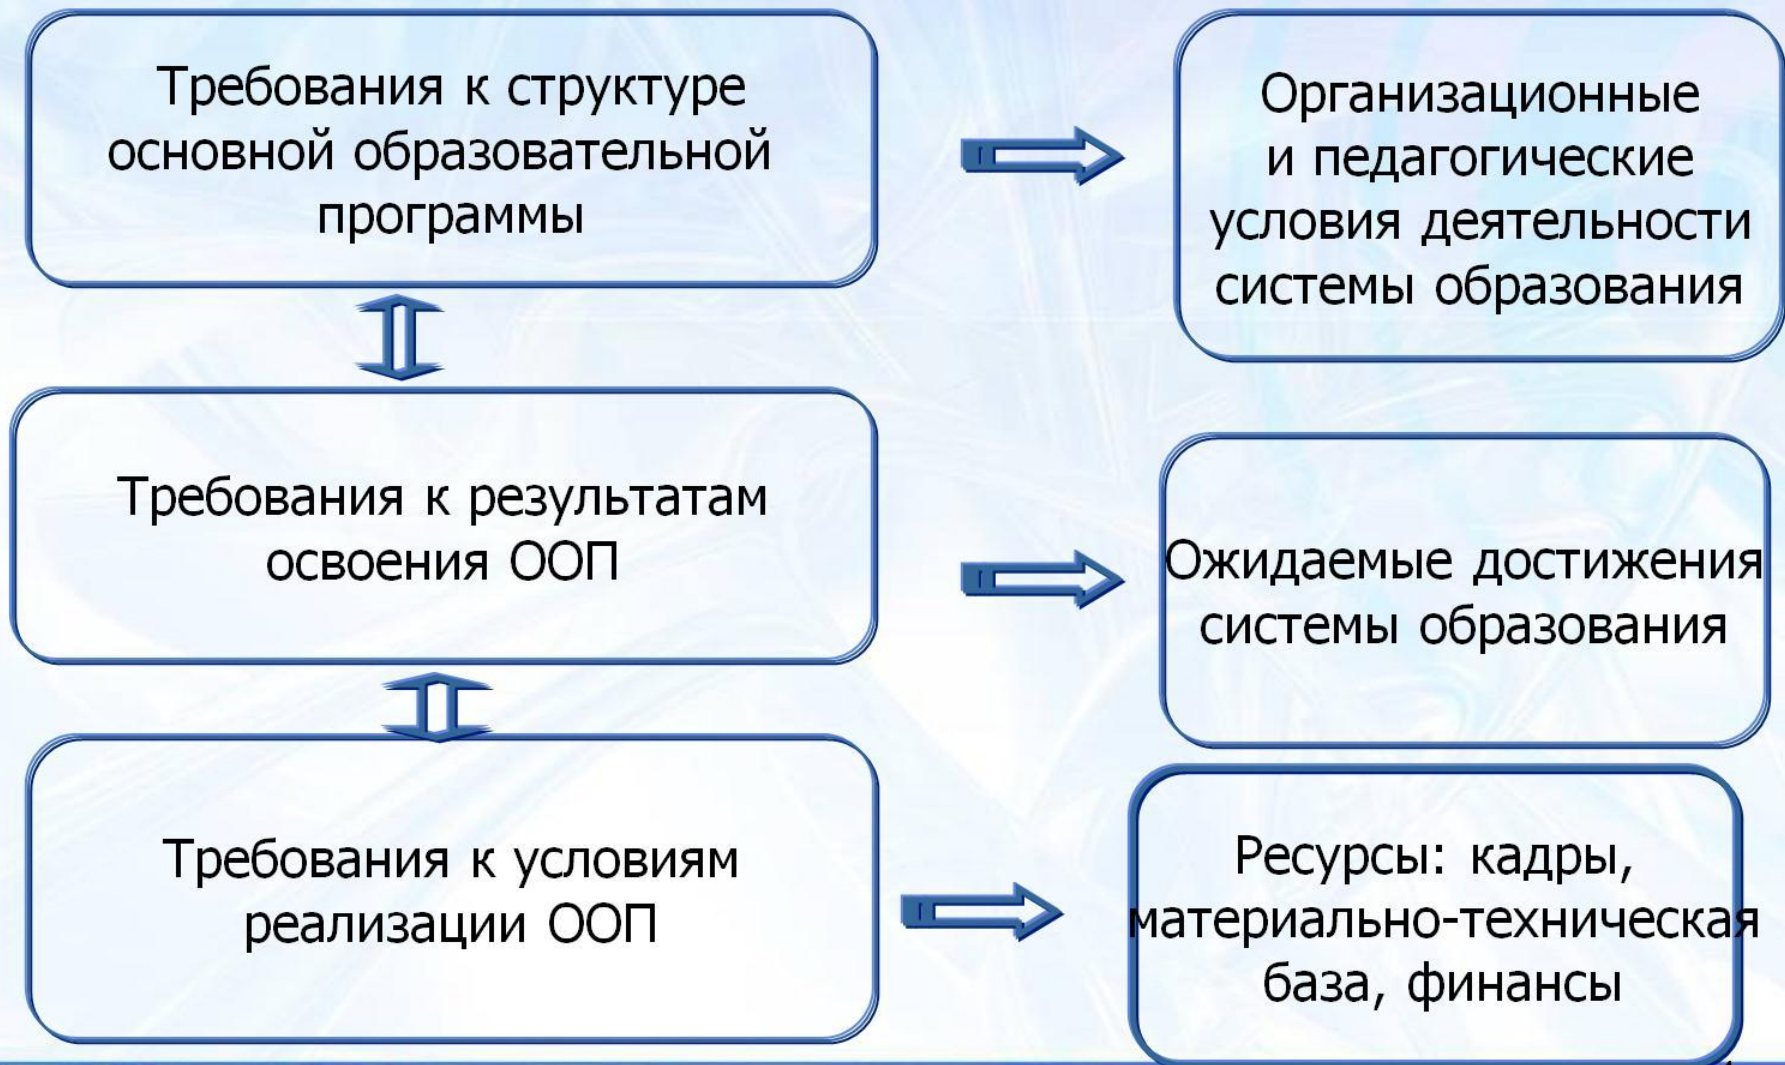 Требования к структуре
основной образовательной
программы
Организационные
и педагогические
условия деятельности
системы образования
Требования к результатам
освоения ООП
Ожидаемые достижения
системы образования
Требования к условиям
реализации ООП
Ресурсы: кадры,
материально-техническая
база, финансы